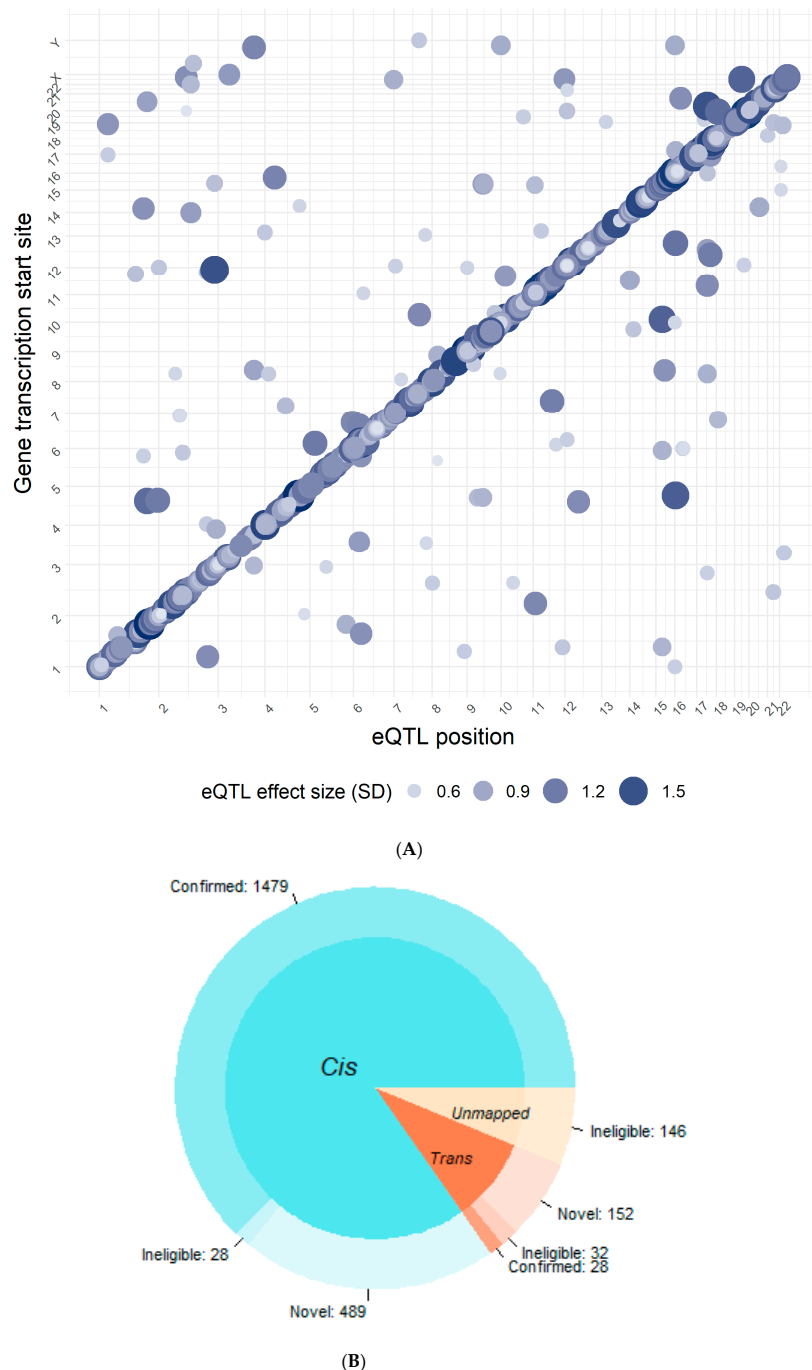 Gene transcription start site
Y
X
22
21
20
19
18
17
16
15
14
13
12
11
10
9
8
7
6
5
4
3
2
1
1 2 3 4 5 6 7 8 9 10 11 12 13 14 15 16 17 18 19 20 21 22
eQTL position
eQTL effect size (SD) 0.6 0.9 1.2 1.5
(A)
Confirmed: 1479
Cis
Unmapped
Ineligible: 146
Trans
Novel: 152
Ineligible: 32
Confirmed: 28
Ineligible: 28
Novel: 489
(B)